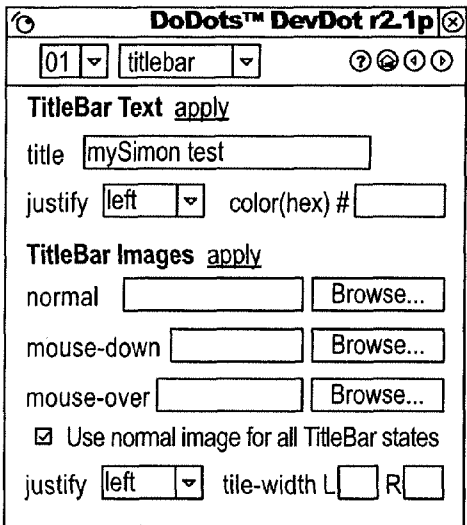 DoDots™ DevDot r2.1p
01 titlebar
TitleBar Text apply
title mySimon test
justify left color(hex) #
TitleBar Images apply
normal Browse...
mouse-down Browse...
mouse-over Browse...
Use normal image for all TitleBar states
justify left tile-width L R